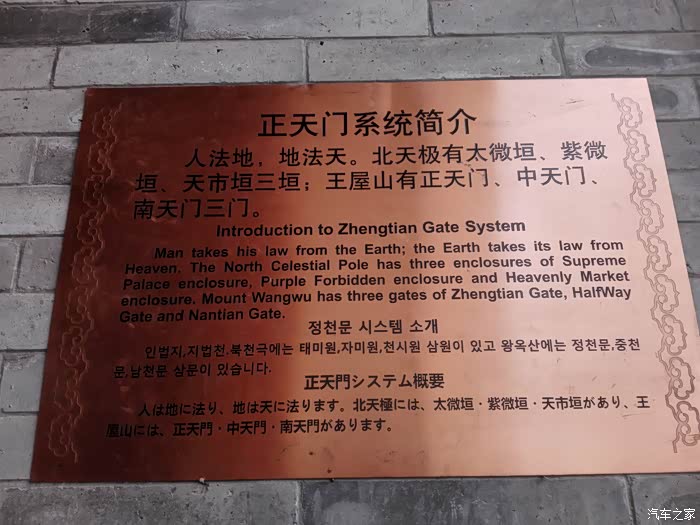 正天门系统简介
人法地，地法天。北天极有太微垣、紫微
垣、天市垣三垣；王屋山有正天门、中天门、
南天门三门。
Introduction to Zhengtian Gate System
Man takes his law from the Earth; the Earth takes its law from
Heaven. The North Celestial Pole has three enclosures of Supreme
Palace enclosure, Purple Forbidden enclosure and Heavenly Market
enclosure. Mount Wangwu has three gates of Zhengtian Gate, HalfWay
Gate and Nantian Gate.
정천문 시스템 소개
인법지,지법천.북천극에는 태미원,자미원,천시원 삼원이 있고 왕옥산에는 정천문,중천
문,남천문 삼문이 있습니다.
正天門システム概要
人は地に法り、地は天に法ります。北天極には、太微垣・紫微垣・天市垣があり、王
屋山には、正天門・中天門・南天門があります。
汽车之家